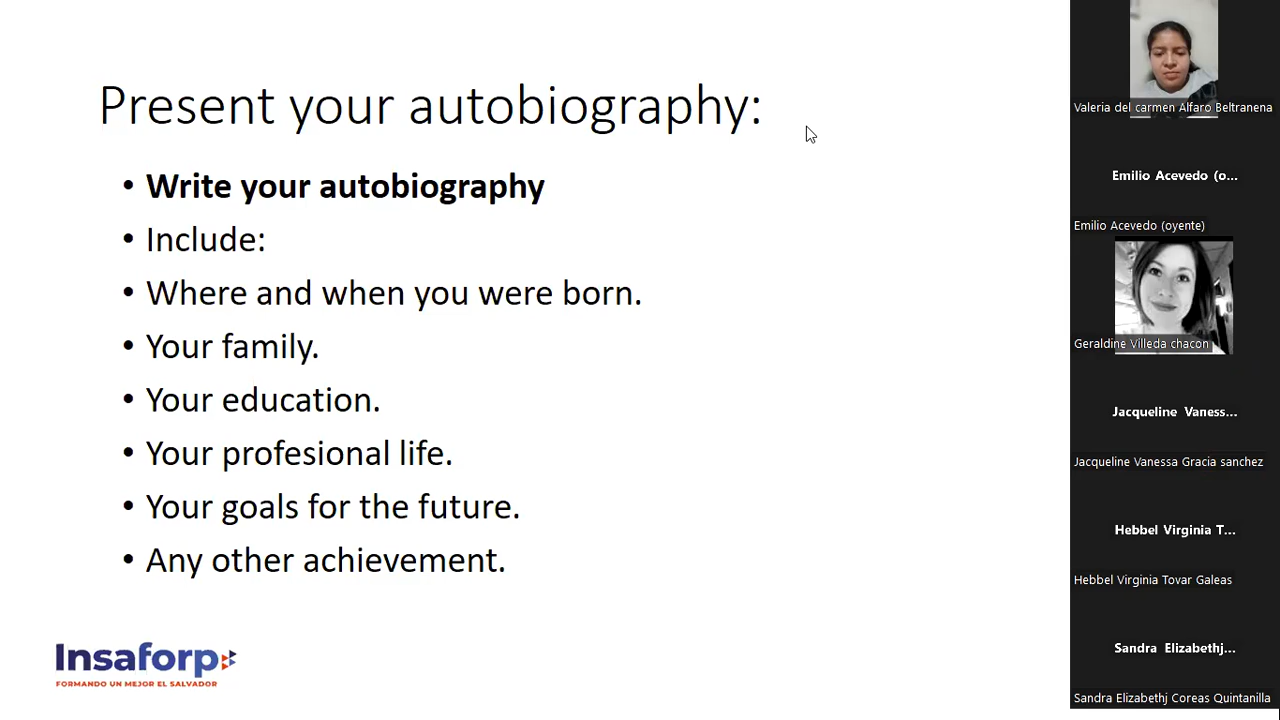 Present your autobiography:
• Write your autobiography
• Include:
• Where and when you were born.
• Your family.
• Your education.
• Your profesional life.
• Your goals for the future.
• Any other achievement.
Insaforp
FORMANDO UN MEJOR EL SALVADOR
Valeria del carmen Alfaro Beltranena
Emilio Acevedo (o...
Emilio Acevedo (oyente)
Geraldine Villeda chacon
Jacqueline Vaness...
Jacqueline Vanessa Gracia sanchez
Hebbel Virginia T...
Hebbel Virginia Tovar Galeas
Sandra Elizabethj...
Sandra Elizabethj Coreas Quintanilla